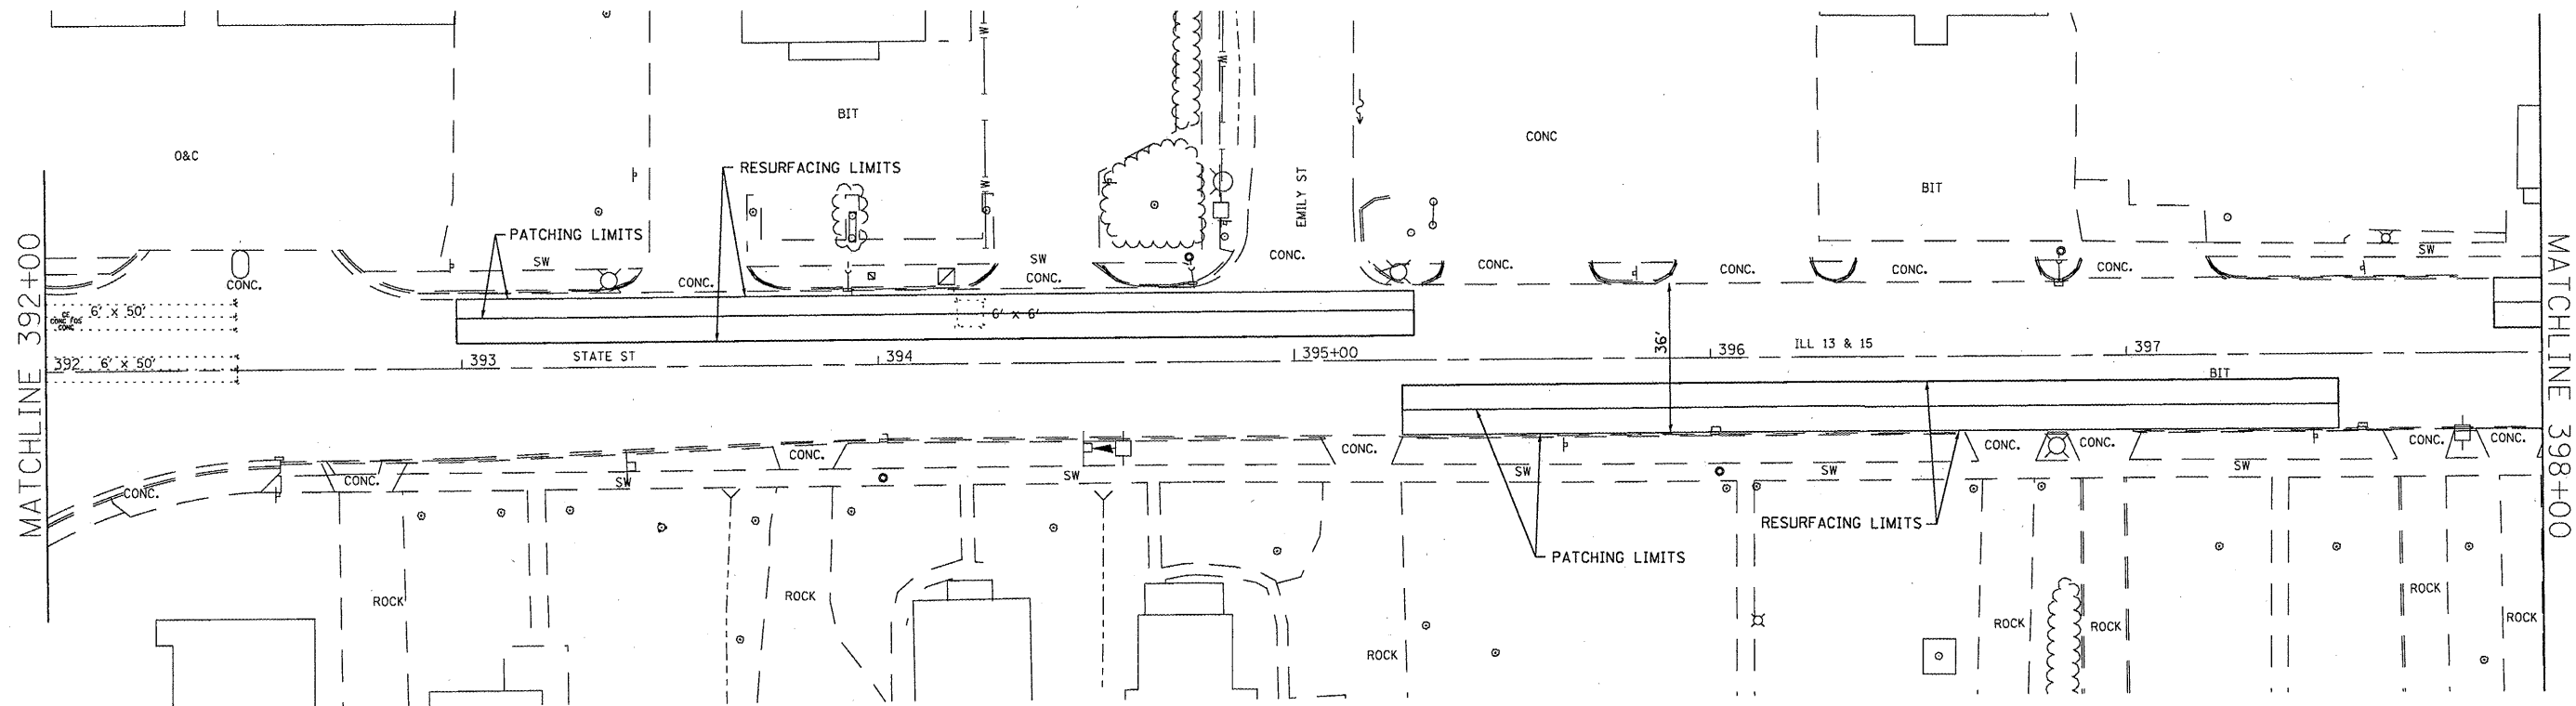 MATCHLINE 392+00
O&C
BIT
W
W
W
CONC
BIT
RESURFACING LIMITS
EMILY ST
PATCHING LIMITS
SW
SW
SW
CONC.
CONC.
CONC.
CONC.
CONC.
CONC.
CONC.
CONC.
6' x 50'
6' x 6'
392 6' x 50'
393
STATE ST
394
395+00
36'
396
ILL 13 & 15
397
BIT
CONC.
CONC.
CONC.
CONC.
CONC.
CONC.
CONC.
CONC.
SW
SW
SW
SW
SW
RESURFACING LIMITS
PATCHING LIMITS
ROCK
ROCK
ROCK
ROCK
ROCK
ROCK
ROCK
MATCHLINE 398+00